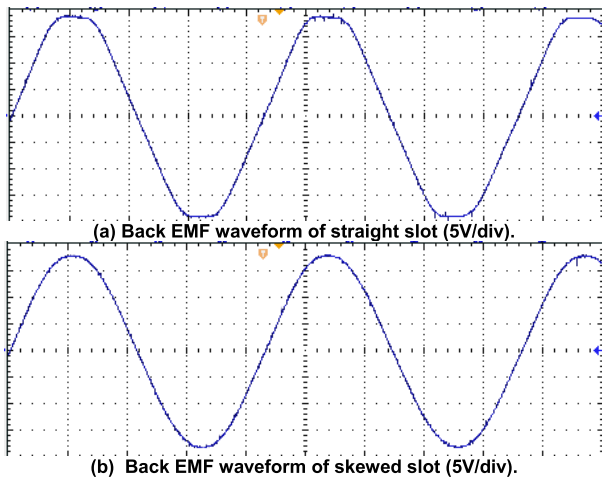 T
(a) Back EMF waveform of straight slot (5V/div).
T
(b) Back EMF waveform of skewed slot (5V/div).